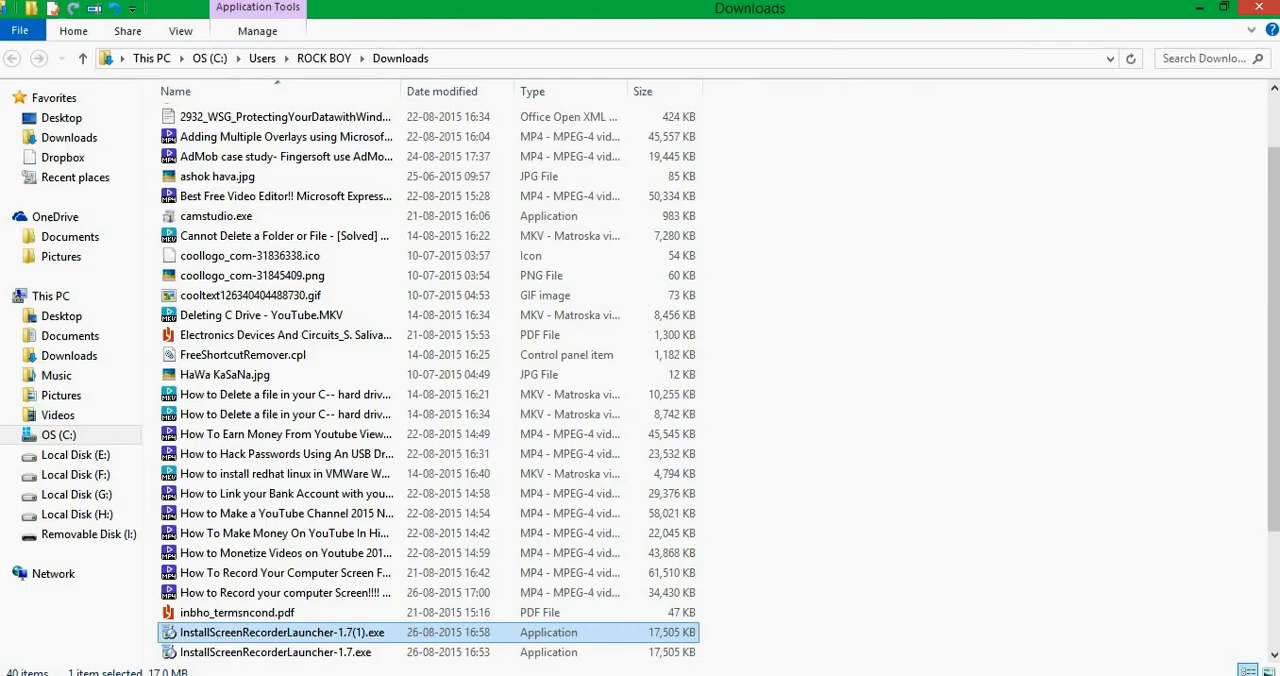 Application Tools
Downloads
File Home Share View Manage
This PC OS (C:) Users ROCK BOY Downloads Search Downlo...
Name Date modified Type Size
Favorites
Desktop
Downloads
Dropbox
Recent places
OneDrive
Documents
Pictures
This PC
Desktop
Documents
Downloads
Music
Pictures
Videos
OS (C:)
Local Disk (E:)
Local Disk (F:)
Local Disk (G:)
Local Disk (H:)
Removable Disk (I:)
Network
2932_WSG_ProtectingYourDatawithWind... 22-08-2015 16:34 Office Open XML ... 424 KB
Adding Multiple Overlays using Microsof... 22-08-2015 16:04 MP4 - MPEG-4 vid... 45,557 KB
AdMob case study- Fingersoft use AdMo... 24-08-2015 17:37 MP4 - MPEG-4 vid... 19,445 KB
ashok hava.jpg 25-06-2015 09:57 JPG File 85 KB
Best Free Video Editor!! Microsoft Express... 22-08-2015 15:28 MP4 - MPEG-4 vid... 50,334 KB
camstudio.exe 21-08-2015 16:06 Application 983 KB
Cannot Delete a Folder or File - [Solved] ... 14-08-2015 16:22 MKV - Matroska vi... 7,280 KB
coollogo_com-31836338.ico 10-07-2015 03:57 Icon 54 KB
coollogo_com-31845409.png 10-07-2015 03:54 PNG File 60 KB
cooltext126340404488730.gif 10-07-2015 04:53 GIF image 73 KB
Deleting C Drive - YouTube.MKV 14-08-2015 16:34 MKV - Matroska vi... 8,456 KB
Electronics Devices And Circuits_S. Saliva... 21-08-2015 15:53 PDF File 1,300 KB
FreeShortcutRemover.cpl 14-08-2015 16:25 Control panel item 1,182 KB
HaWa KaSaNa.jpg 10-07-2015 04:49 JPG File 12 KB
How to Delete a file in your C-- hard driv... 14-08-2015 16:21 MKV - Matroska vi... 10,255 KB
How to Delete a file in your C-- hard driv... 14-08-2015 16:34 MKV - Matroska vi... 8,742 KB
How To Earn Money From Youtube View... 22-08-2015 14:49 MP4 - MPEG-4 vid... 45,545 KB
How to Hack Passwords Using An USB Dr... 22-08-2015 16:31 MP4 - MPEG-4 vid... 23,532 KB
How to install redhat linux in VMWare W... 14-08-2015 16:40 MKV - Matroska vi... 4,794 KB
How to Link your Bank Account with you... 22-08-2015 14:58 MP4 - MPEG-4 vid... 29,376 KB
How to Make a YouTube Channel 2015 N... 22-08-2015 14:54 MP4 - MPEG-4 vid... 58,021 KB
How To Make Money On YouTube In Hi... 22-08-2015 14:42 MP4 - MPEG-4 vid... 22,045 KB
How to Monetize Videos on Youtube 201... 22-08-2015 14:59 MP4 - MPEG-4 vid... 43,868 KB
How To Record Your Computer Screen F... 21-08-2015 16:42 MP4 - MPEG-4 vid... 61,510 KB
How to Record your computer Screen!!!! ... 26-08-2015 17:00 MP4 - MPEG-4 vid... 34,430 KB
inbho_termsncond.pdf 21-08-2015 15:16 PDF File 47 KB
InstallScreenRecorderLauncher-1.7(1).exe 26-08-2015 16:58 Application 17,505 KB
InstallScreenRecorderLauncher-1.7.exe 26-08-2015 16:53 Application 17,505 KB
40 items 1 item selected 17.0 MB